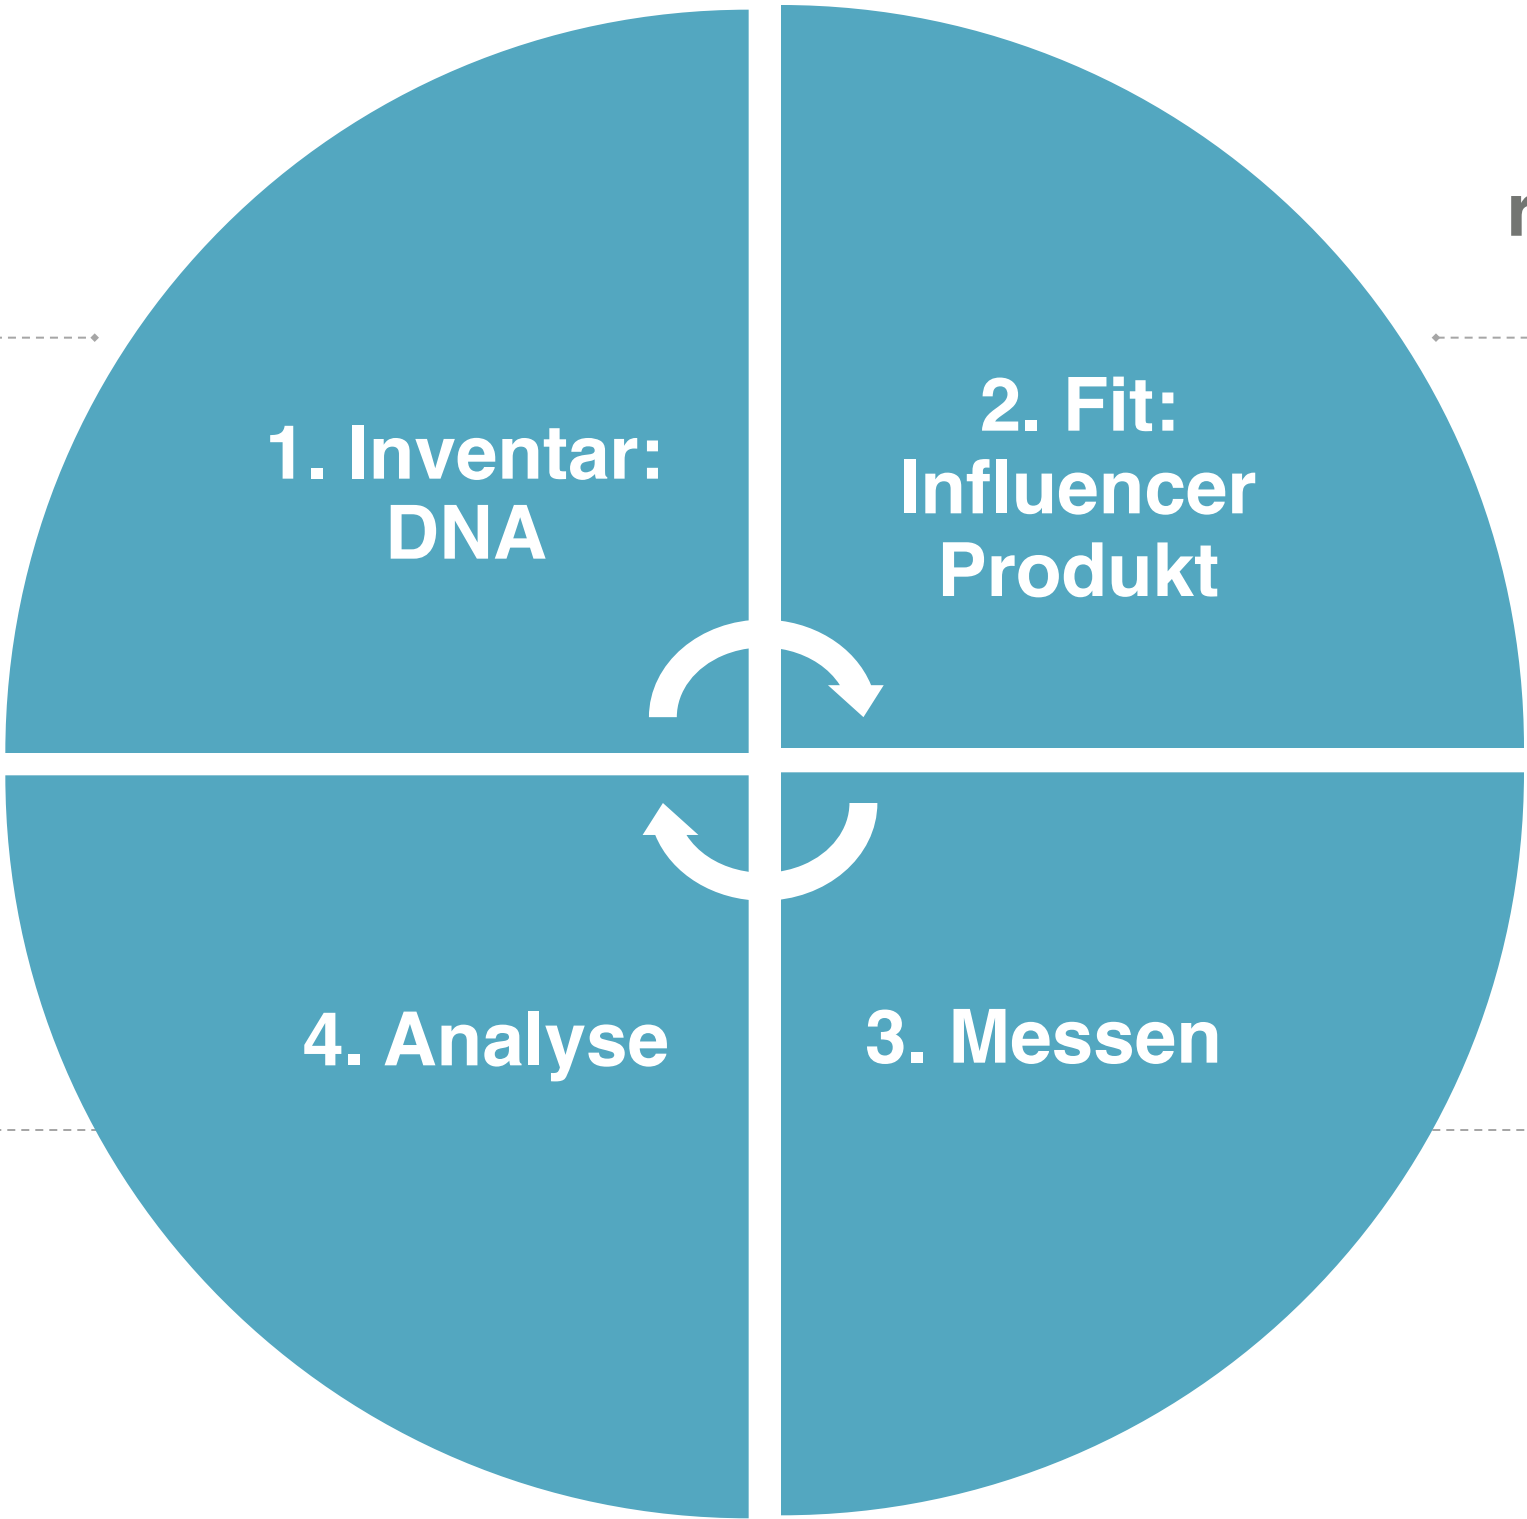 1. Inventar:
DNA
2. Fit:
Influencer
Produkt
4. Analyse
3. Messen